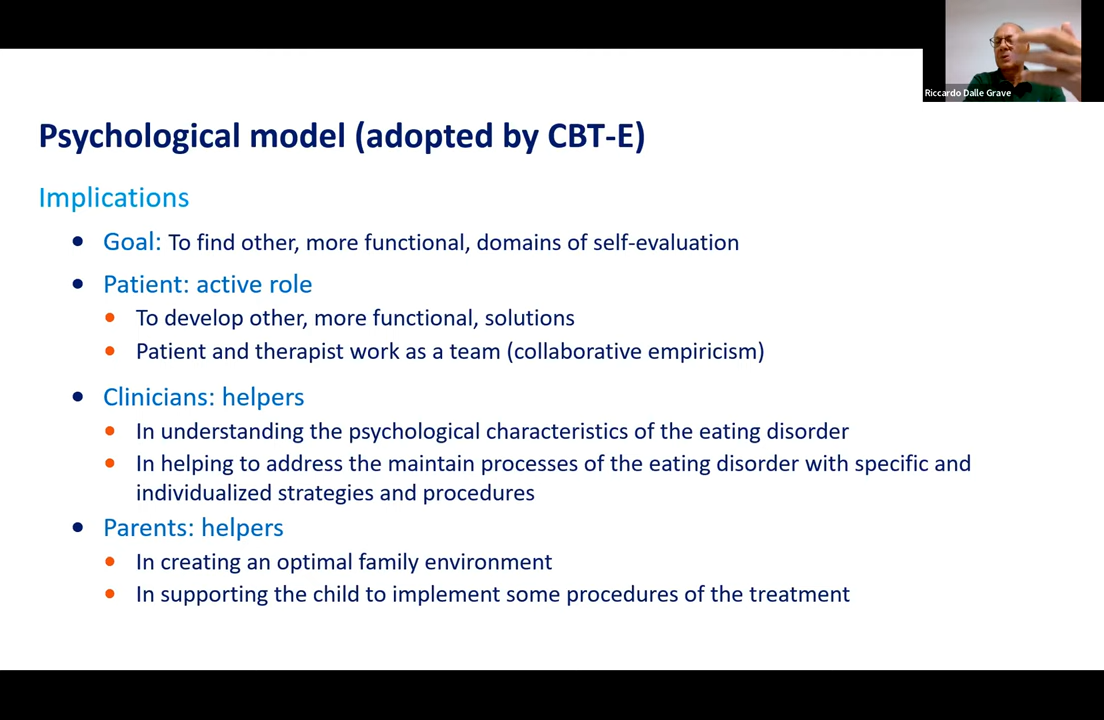 Riccardo Dalle Grave
Psychological model (adopted by CBT-E)
Implications
• Goal: To find other, more functional, domains of self-evaluation
• Patient: active role
• To develop other, more functional, solutions
• Patient and therapist work as a team (collaborative empiricism)
• Clinicians: helpers
• In understanding the psychological characteristics of the eating disorder
• In helping to address the maintain processes of the eating disorder with specific and
individualized strategies and procedures
• Parents: helpers
• In creating an optimal family environment
• In supporting the child to implement some procedures of the treatment